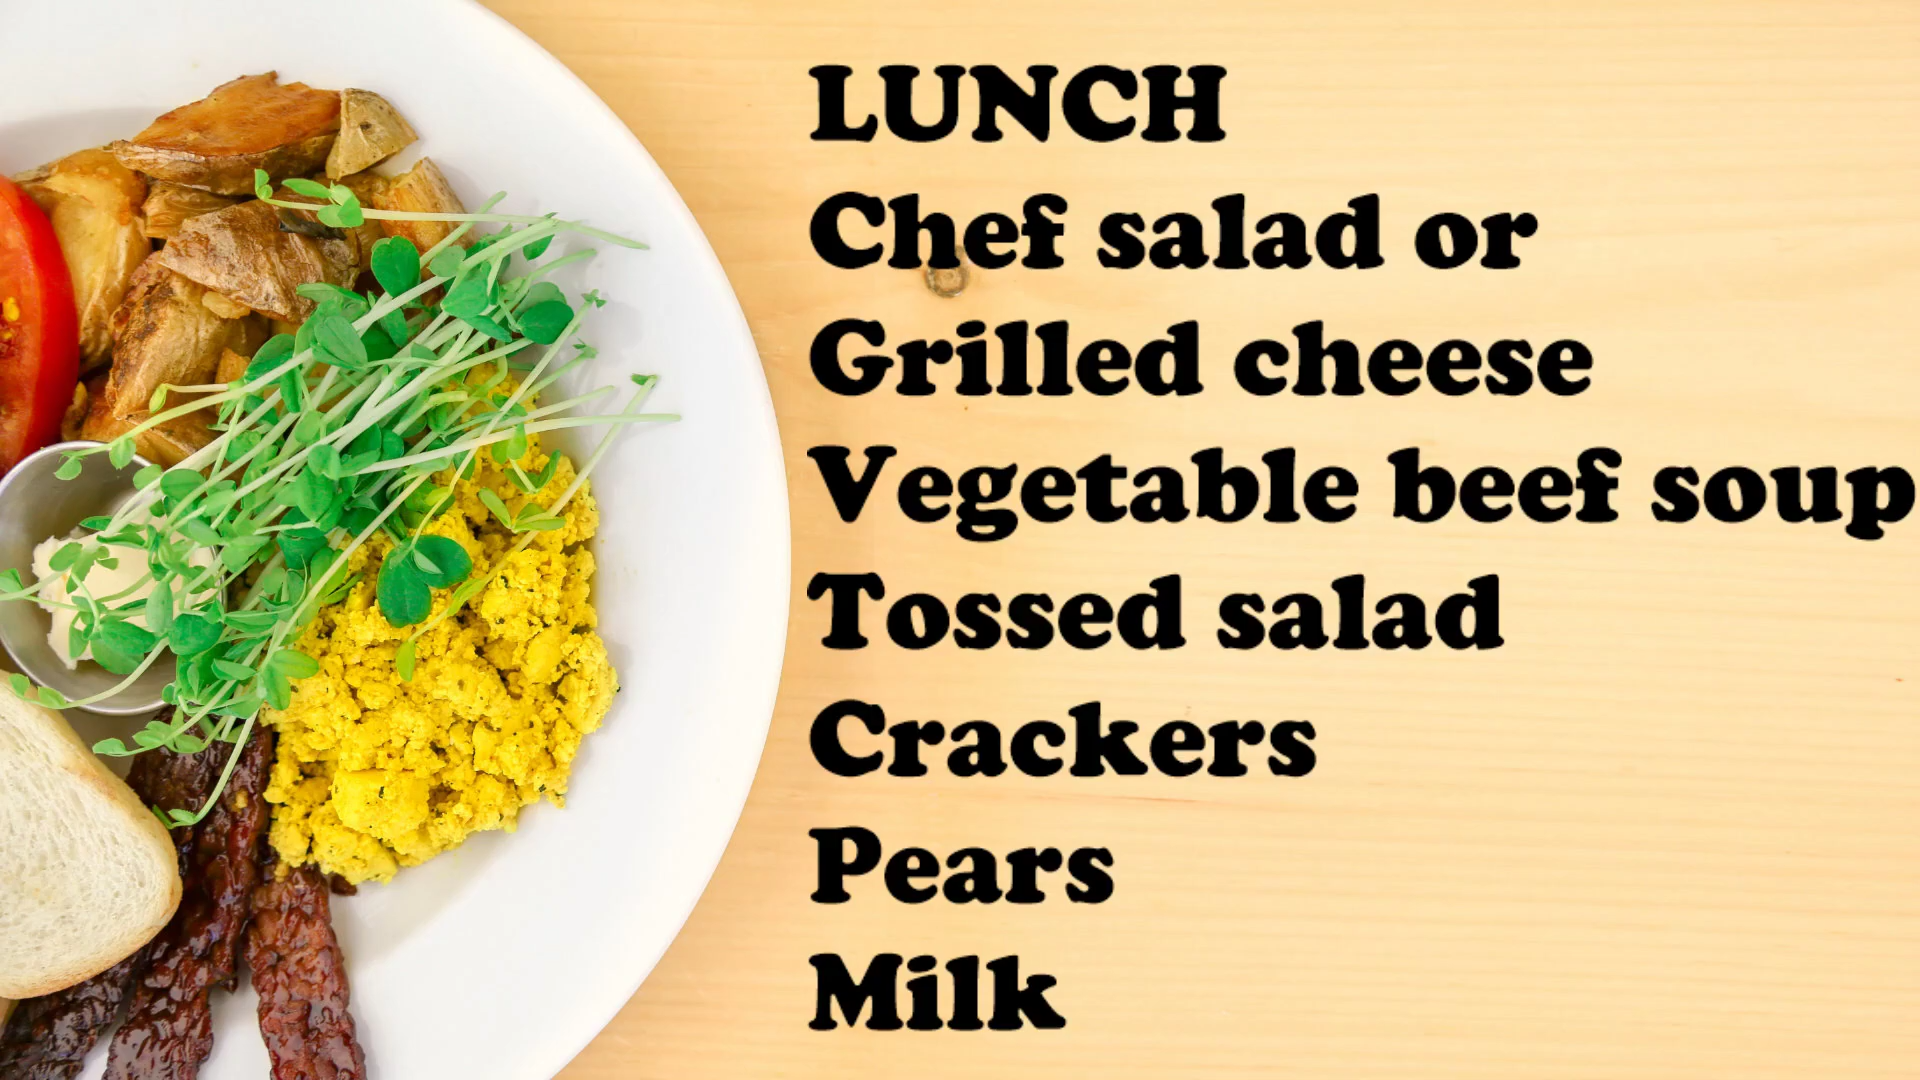 LUNCH
Chef salad or
Grilled cheese
Vegetable beef soup
Tossed salad
Crackers
Pears
Milk